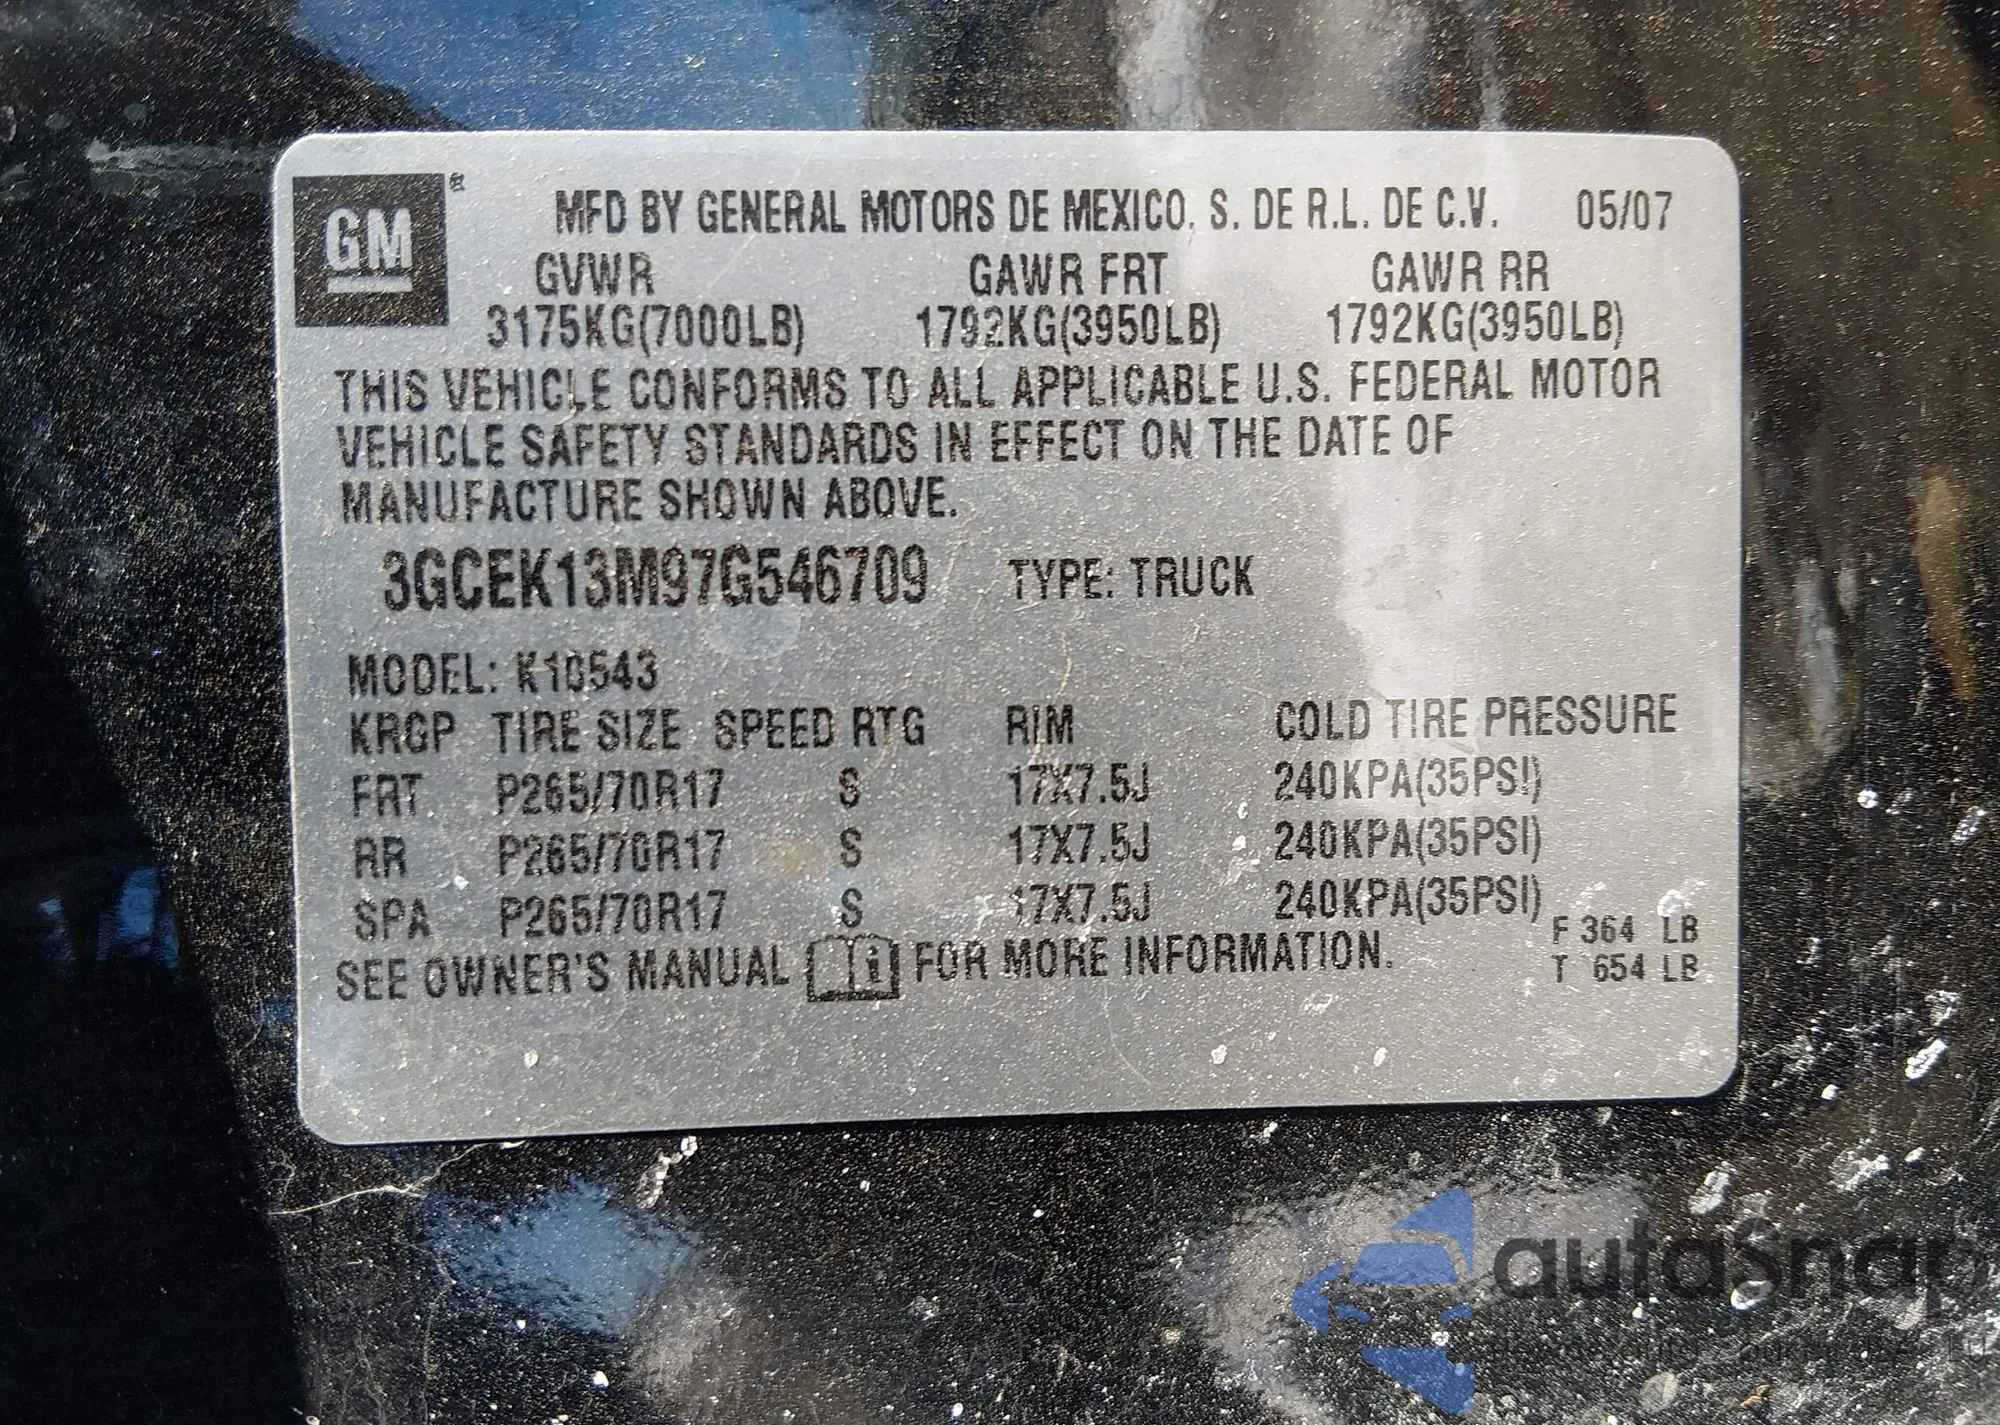 GM
MFD BY GENERAL MOTORS DE MEXICO, S. DE R.L. DE C.V. 05/07
GVWR GAWR FRT GAWR RR
3175KG(7000LB) 1792KG(3950LB) 1792KG(3950LB)
THIS VEHICLE CONFORMS TO ALL APPLICABLE U.S. FEDERAL MOTOR
VEHICLE SAFETY STANDARDS IN EFFECT ON THE DATE OF
MANUFACTURE SHOWN ABOVE.
3GCEK13M97G546709 TYPE: TRUCK
MODEL: K10543
KRGP TIRE SIZE SPEED RTG RIM COLD TIRE PRESSURE
FRT P265/70R17 S 17X7.5J 240KPA(35PSI)
RR P265/70R17 S 17X7.5J 240KPA(35PSI)
SPA P265/70R17 S 17X7.5J 240KPA(35PSI)
F 364 LB
SEE OWNER'S MANUAL FOR MORE INFORMATION.
T 654 LB
autaSnap